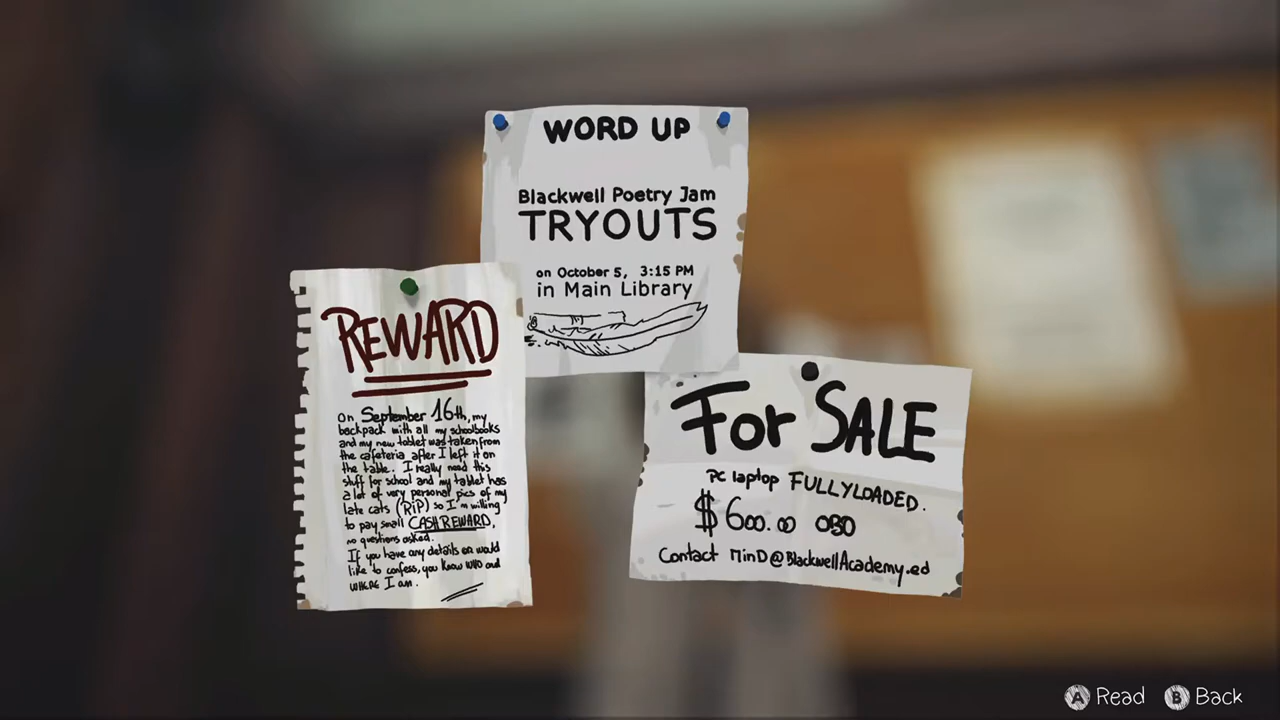 WORD UP
Blackwell Poetry Jam
TRYOUTS
on October 5, 3:15 PM
in Main Library
REWARD
On September 16th, my
backpack with all my schoolbooks
and my new tablet was taken from
the cafeteria after I left it on
the table. I really need this
stuff for school and my tablet has
a lot of very personal pics of my
late cats (RiP) so I'm willing
to pay small CASH REWARD,
no questions asked.
If you have any details or would
like to confess, you know WHO and
WHERE I am.
For SALE
PC laptop FULLYLOADED.
$600.00 OBO
Contact MinD@BlackwellAcademy.ed
A Read B Back